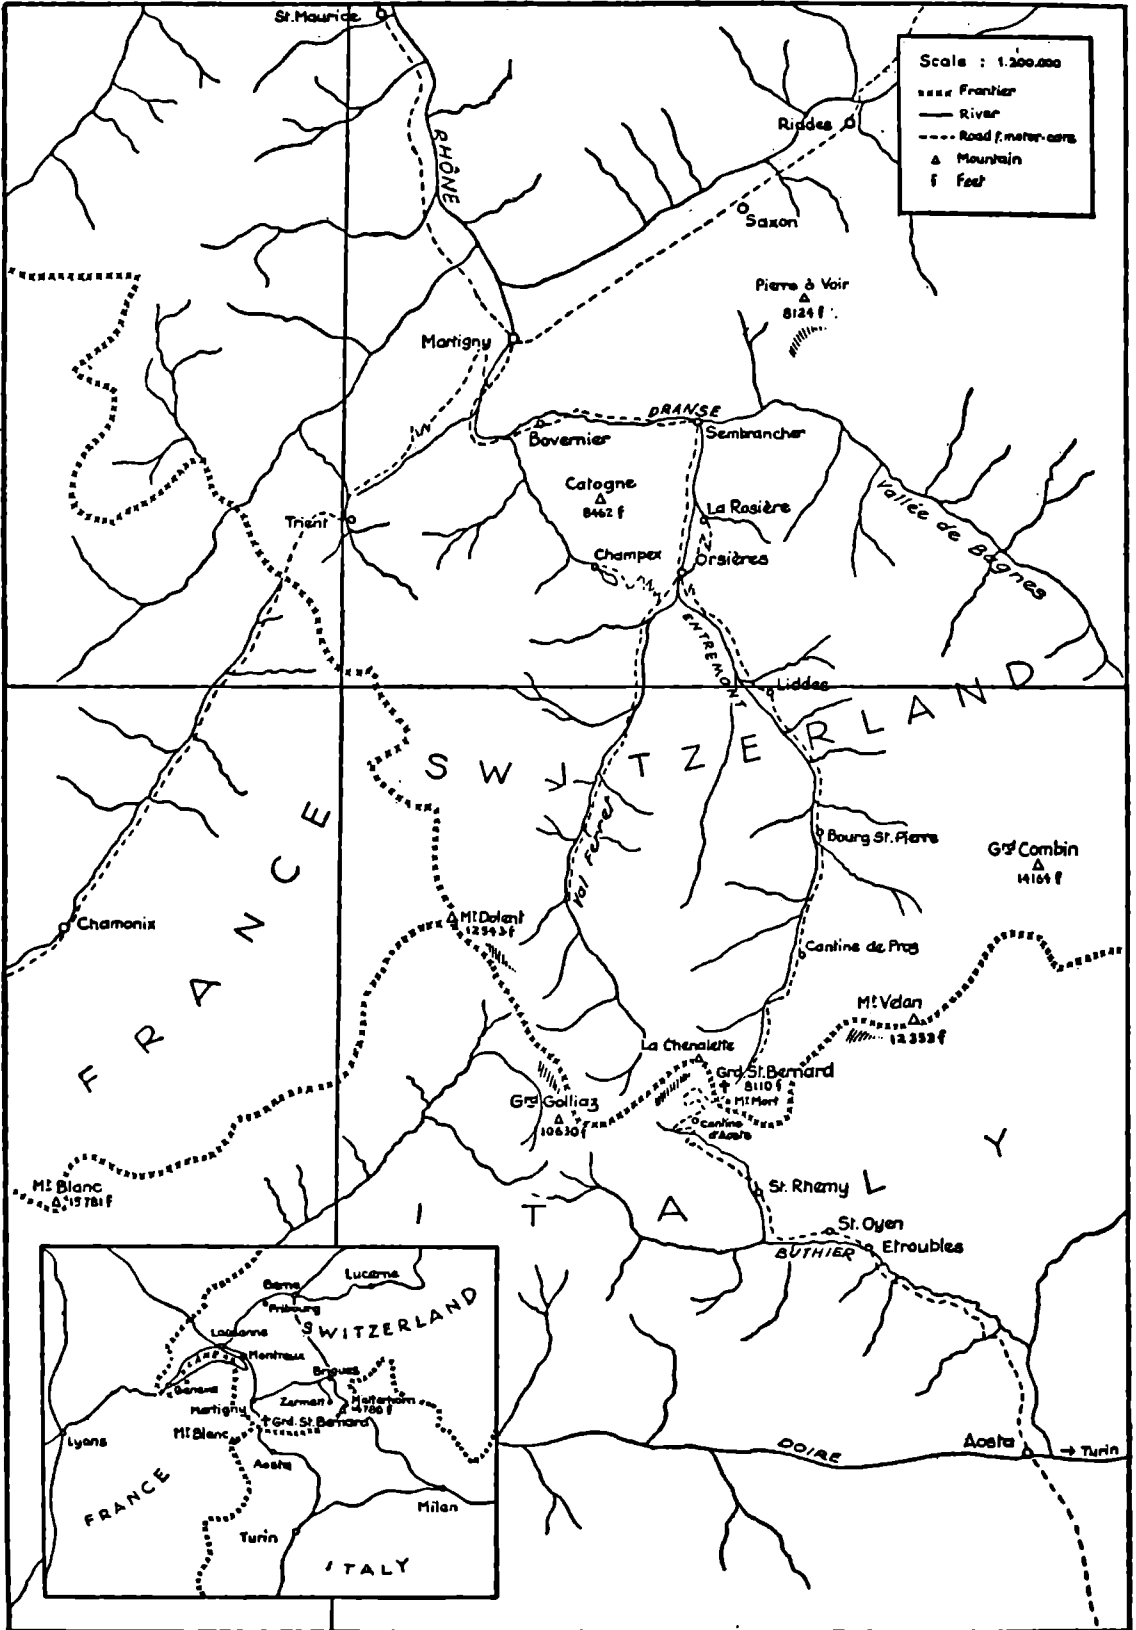 St. Maurice
Scale : 1.200.000
Frontier
River
Road f. motor-cars
Mountain
f Feet
Riddes
RHÔNE
Saxon
Pierre à Voir
8124 f
Martigny
DRANSE
Bovernier
Sembrancher
Catogne
8462 f
La Rosière
Vallée de Bagnes
Trient
Champex
Orsières
ENTREMONT
Liddes
SWITZERLAND
FRANCE
Val Ferret
Bourg St. Pierre
Grd Combin
14164 f
Chamonix
Mt Dolent
12543 f
Cantine de Proz
Mt Velan
12353 f
La Chenalette
Grd. St. Bernard
8110 f
Mt Mort
Grd Golliaz
10630 f
Cantine
d'Aoste
Mt Blanc
15781 f
St. Rhemy
ITALY
St. Oyen
Etroubles
BUTHIER
Berne
Lucerne
Fribourg
SWITZERLAND
Lausanne
Montreux
Brigues
Geneva
Zermatt
Matterhorn
14780 f
Martigny
Grd. St. Bernard
Mt Blanc
Lyons
Aosta
FRANCE
Milan
Turin
ITALY
DOIRE
Aosta
→ Turin